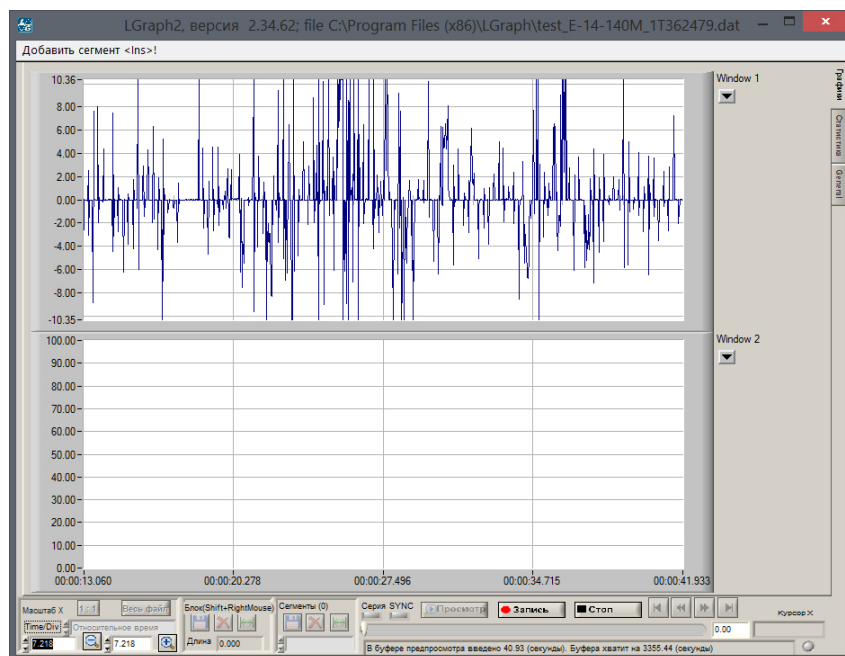 LGraph2, версия 2.34.62; file C:\Program Files (x86)\LGraph\test_E-14-140M_1T362479.dat
Добавить сегмент <Ins>!
10.36
8.00
6.00
4.00
2.00
0.00
-2.00
-4.00
-6.00
-8.00
-10.35
Window 1
Графики
Статистика
General
100.00
90.00
80.00
70.00
60.00
50.00
40.00
30.00
20.00
10.00
0.00
Window 2
00:00:13.060 00:00:20.278 00:00:27.496 00:00:34.715 00:00:41.933
Масштаб X 1:1 Весь файл
Time/Div: Относительное время
7.218 7.218
Блок(Shift+RightMouse)
Длина 0.000
Сегменты (0)
Серия SYNC Просмотр Запись Стоп
Курсор X
0.00
В буфере предпросмотра введено 40.93 (секунды). Буфера хватит на 3355.44 (секунды)